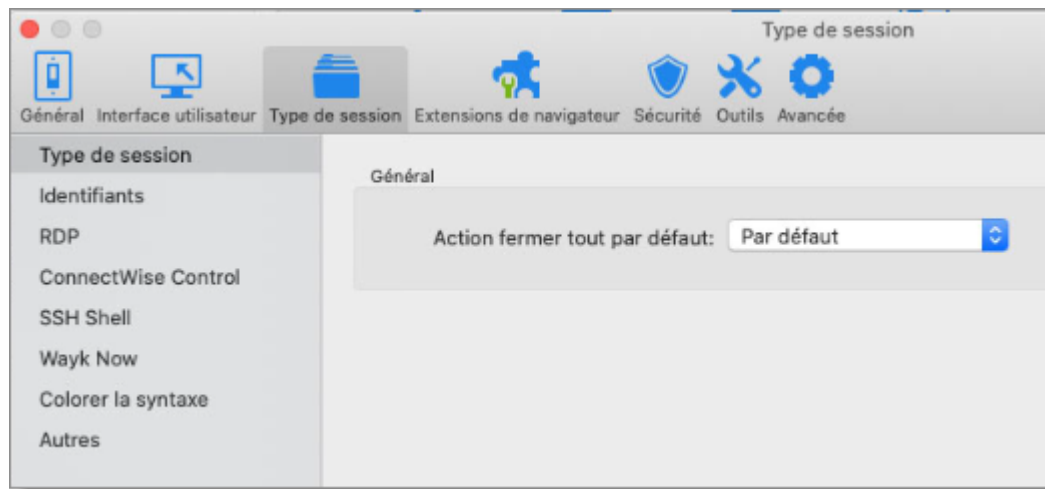 Type de session
Général Interface utilisateur Type de session Extensions de navigateur Sécurité Outils Avancée
Type de session
Identifiants
RDP
ConnectWise Control
SSH Shell
Wayk Now
Colorer la syntaxe
Autres
Général
Action fermer tout par défaut: Par défaut